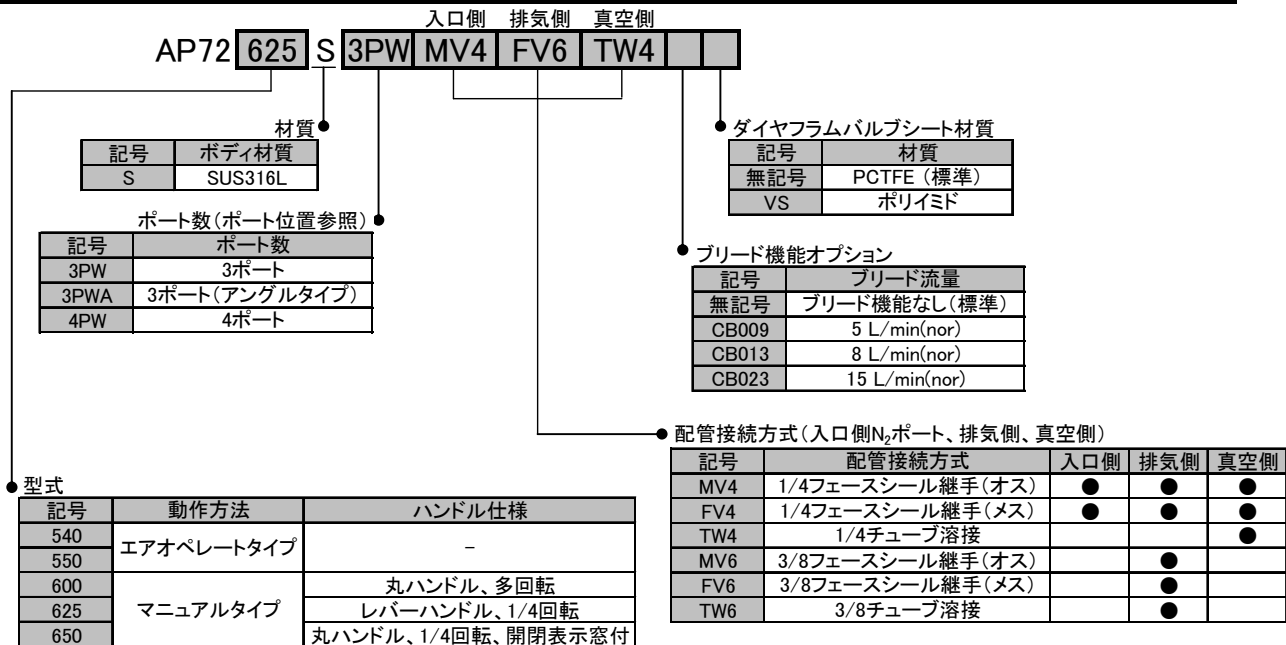 入口側 排気側 真空側
AP72 625 S 3PW MV4 FV6 TW4
材質
記号 ボディ材質
S SUS316L
ダイヤフラムバルブシート材質
記号 材質
無記号 PCTFE（標準）
VS ポリイミド
ポート数（ポート位置参照）
記号 ポート数
3PW 3ポート
3PWA 3ポート（アングルタイプ）
4PW 4ポート
ブリード機能オプション
記号 ブリード流量
無記号 ブリード機能なし（標準）
CB009 5 L/min(nor)
CB013 8 L/min(nor)
CB023 15 L/min(nor)
配管接続方式（入口側N₂ポート、排気側、真空側）
記号 配管接続方式 入口側 排気側 真空側
MV4 1/4フェースシール継手（オス） ● ● ●
FV4 1/4フェースシール継手（メス） ● ● ●
TW4 1/4チューブ溶接 ●
MV6 3/8フェースシール継手（オス） ●
FV6 3/8フェースシール継手（メス） ●
TW6 3/8チューブ溶接 ●
型式
記号 動作方法 ハンドル仕様
540 エアオペレートタイプ −
550
600 マニュアルタイプ 丸ハンドル、多回転
625 レバーハンドル、1/4回転
650 丸ハンドル、1/4回転、開閉表示窓付